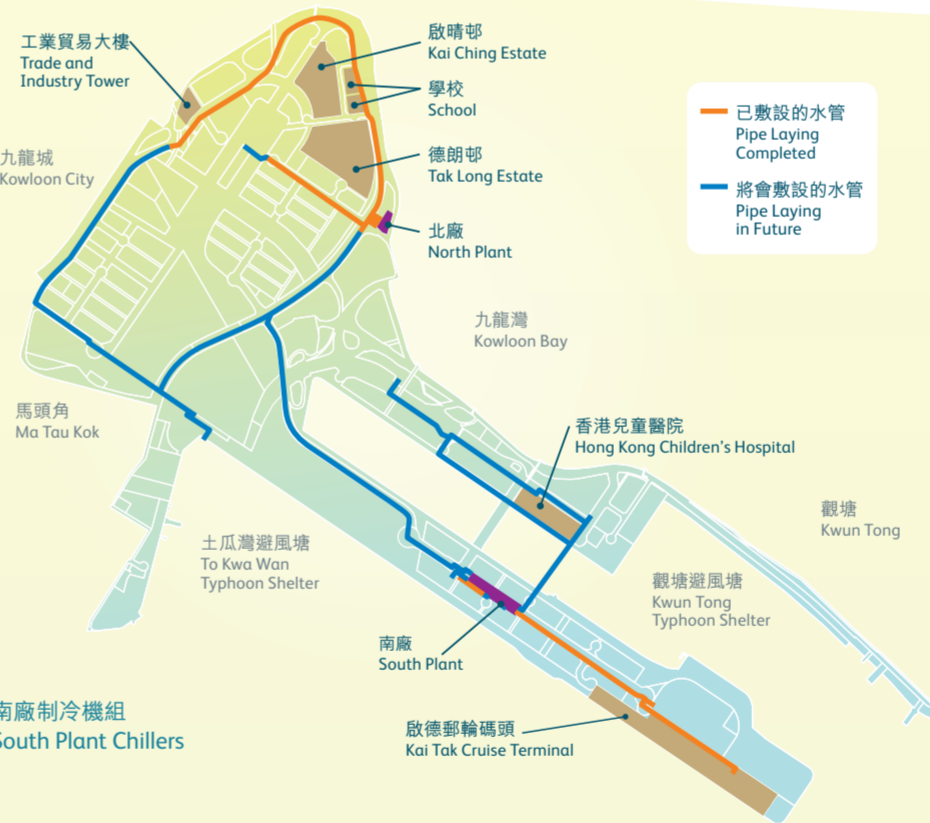 工業貿易大樓
Trade and
Industry Tower
啟晴邨
Kai Ching Estate
學校
School
德朗邨
Tak Long Estate
北廠
North Plant
已敷設的水管
Pipe Laying
Completed
將會敷設的水管
Pipe Laying
in Future
九龍城
Kowloon City
九龍灣
Kowloon Bay
馬頭角
Ma Tau Kok
香港兒童醫院
Hong Kong Children's Hospital
觀塘
Kwun Tong
土瓜灣避風塘
To Kwa Wan
Typhoon Shelter
觀塘避風塘
Kwun Tong
Typhoon Shelter
南廠
South Plant
南廠制冷機組
South Plant Chillers
啟德郵輪碼頭
Kai Tak Cruise Terminal